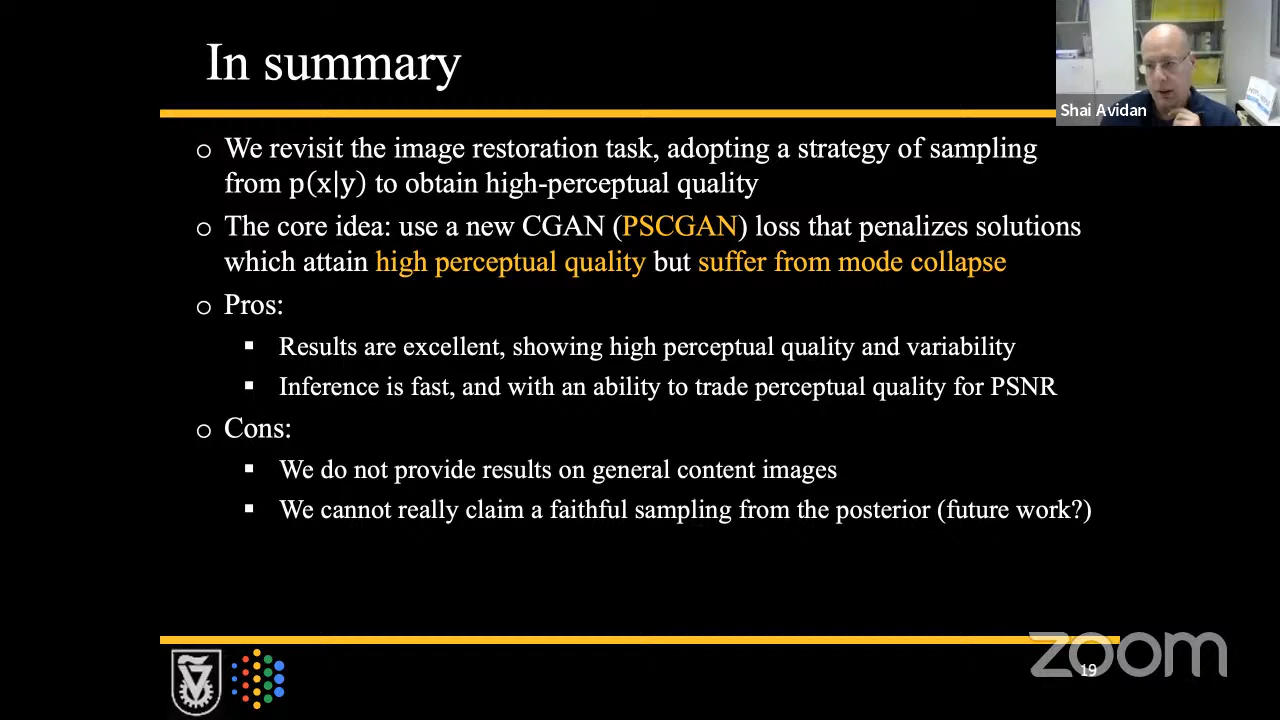 In summary
Shai Avidan
o We revisit the image restoration task, adopting a strategy of sampling
from p(x|y) to obtain high-perceptual quality
o The core idea: use a new CGAN (PSCGAN) loss that penalizes solutions
which attain high perceptual quality but suffer from mode collapse
o Pros:
▪ Results are excellent, showing high perceptual quality and variability
▪ Inference is fast, and with an ability to trade perceptual quality for PSNR
o Cons:
▪ We do not provide results on general content images
▪ We cannot really claim a faithful sampling from the posterior (future work?)
zoom
19